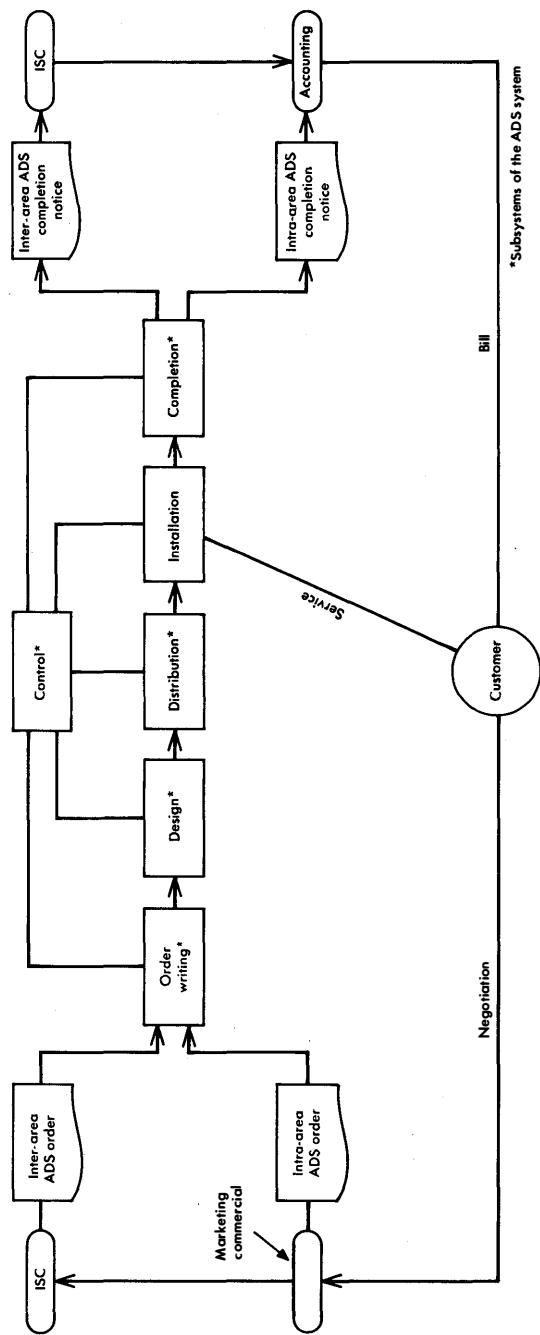 ISC
Inter-area
ADS order
Marketing
commercial
Intra-area
ADS order
Order
writing*
Design*
Control*
Distribution*
Installation
Completion*
Inter-area ADS
completion
notice
ISC
Intra-area ADS
completion
notice
Accounting
Service
Negotiation
Customer
Bill
*Subsystems of the ADS system